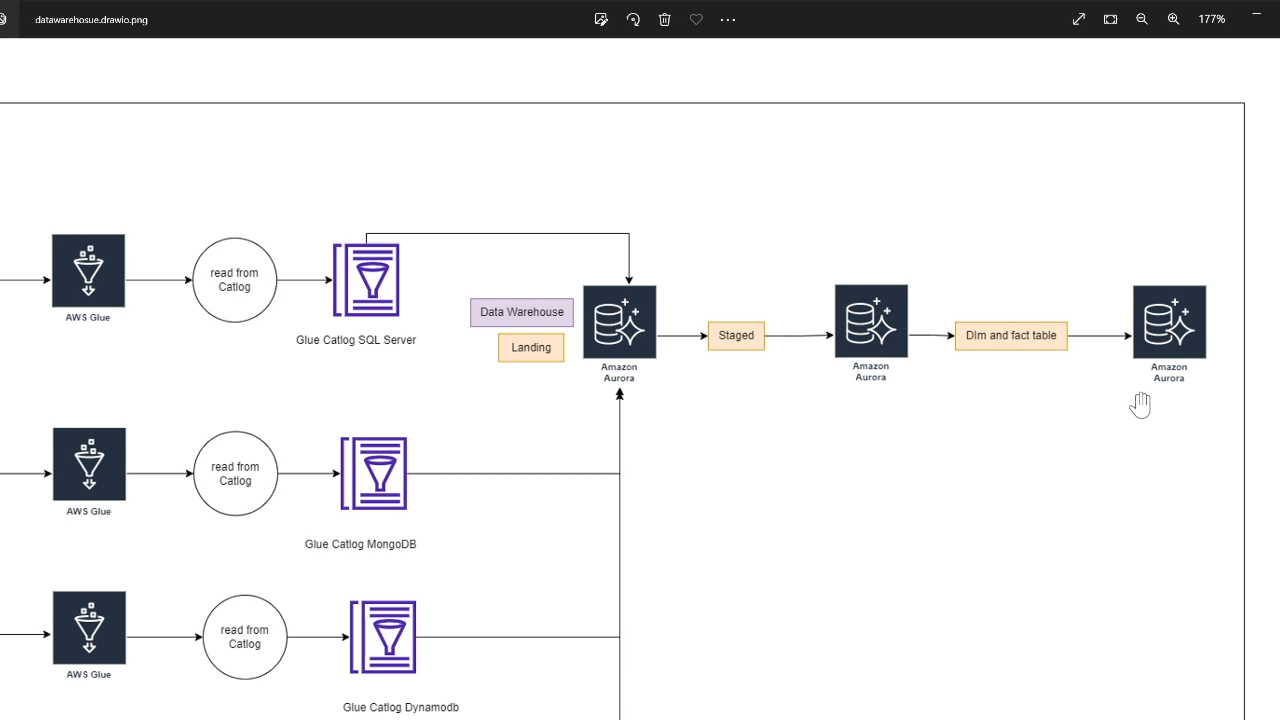 datawarehosue.drawio.png
177%
AWS Glue
read from
Catlog
Glue Catlog SQL Server
Data Warehouse
Landing
Amazon
Aurora
Staged
Amazon
Aurora
DIm and fact table
Amazon
Aurora
AWS Glue
read from
Catlog
Glue Catlog MongoDB
AWS Glue
read from
Catlog
Glue Catlog Dynamodb